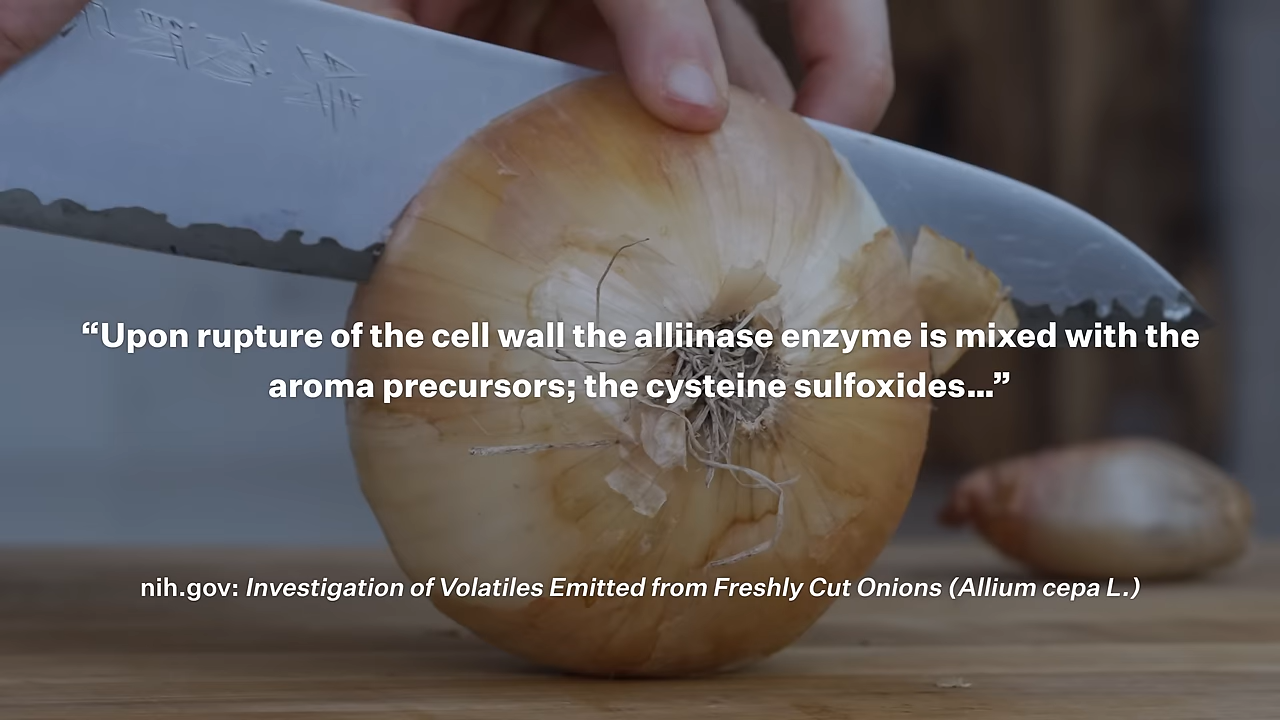 “Upon rupture of the cell wall the alliinase enzyme is mixed with the
aroma precursors; the cysteine sulfoxides...”
nih.gov: Investigation of Volatiles Emitted from Freshly Cut Onions (Allium cepa L.)